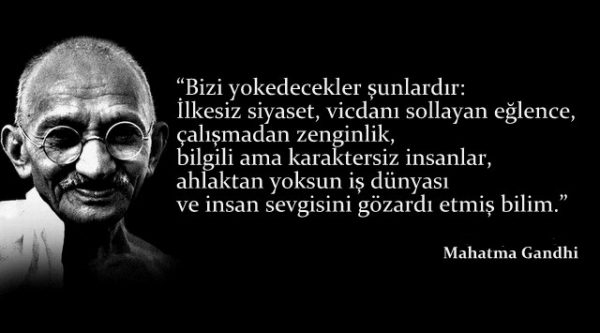 “Bizi yokedecekler şunlardır:
İlkesiz siyaset, vicdanı sollayan eğlence,
çalışmadan zenginlik,
bilgili ama karaktersiz insanlar,
ahlaktan yoksun iş dünyası
ve insan sevgisini gözardı etmiş bilim.”
Mahatma Gandhi